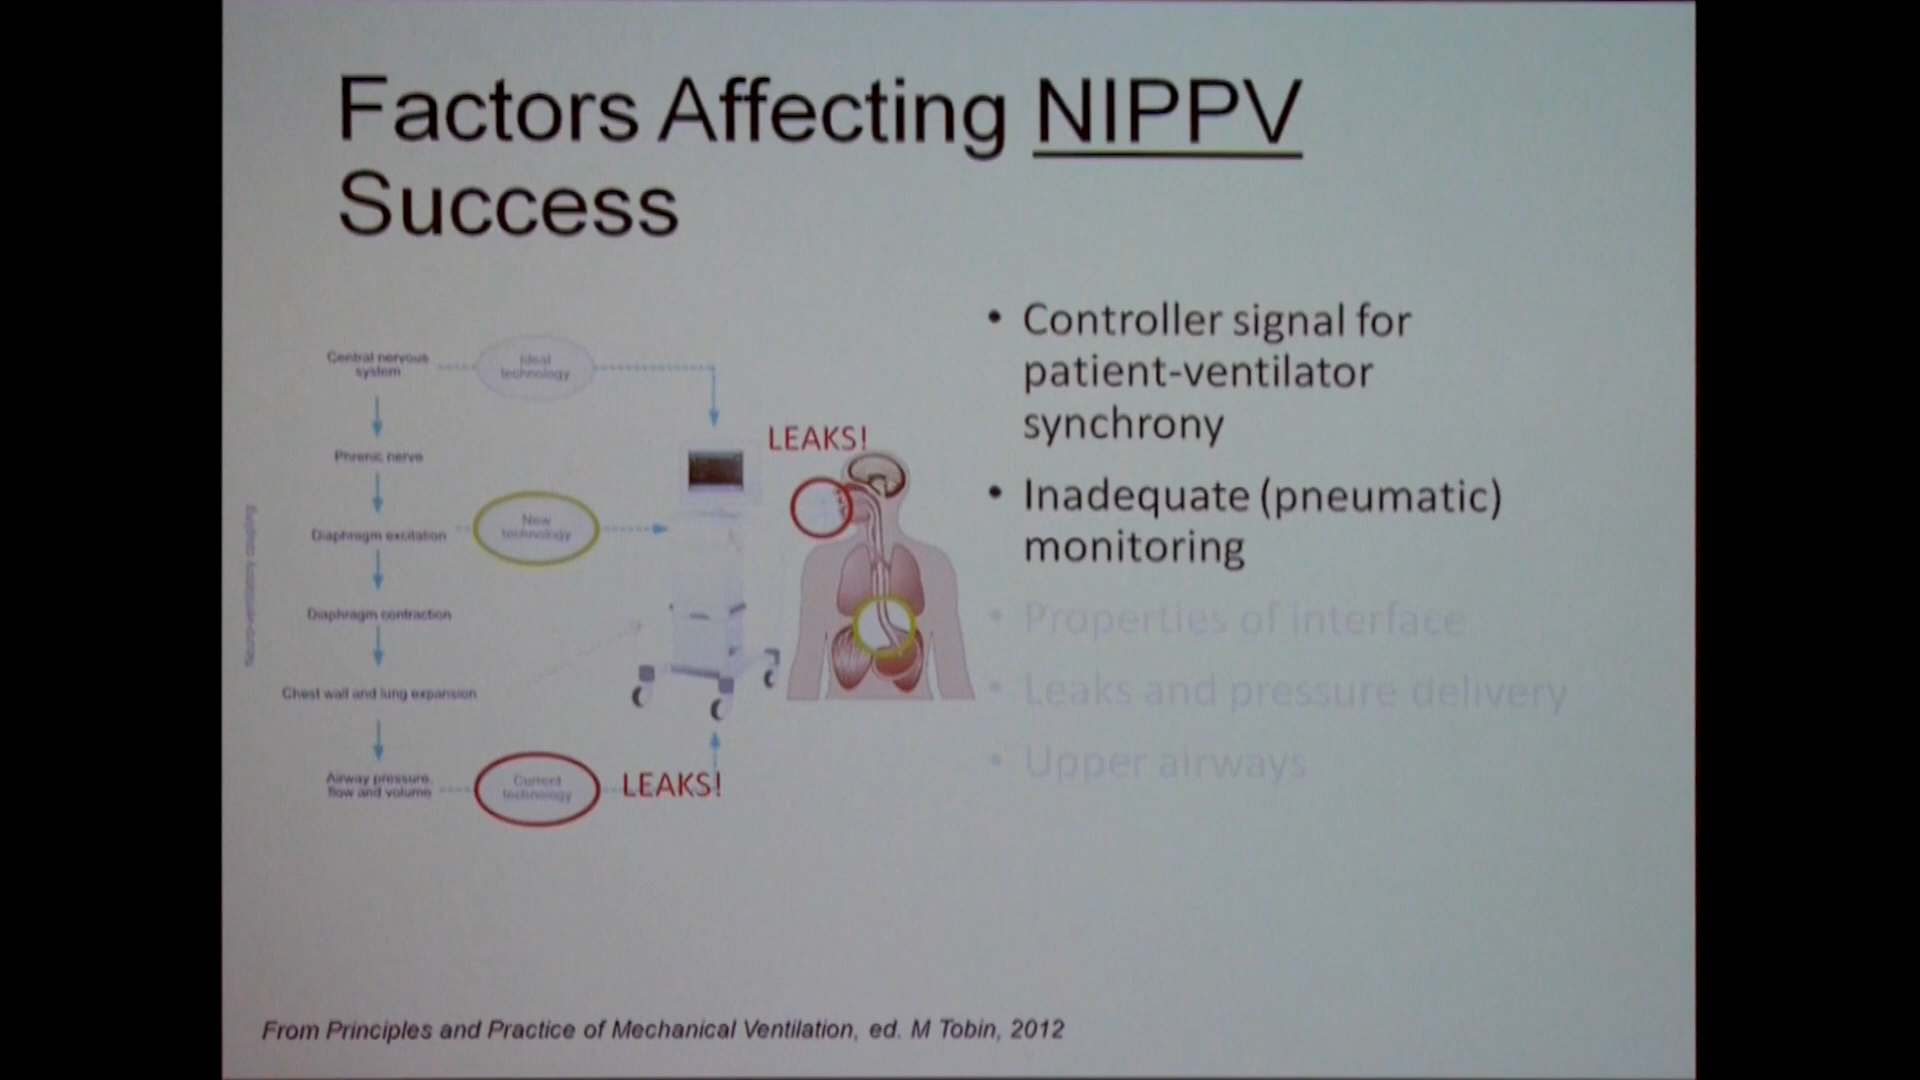 Factors Affecting NIPPV
Success
Central nervous
system
Ideal
technology
Phrenic nerve
Diaphragm excitation
New
technology
Diaphragm contraction
Chest wall and lung expansion
Airway pressure,
flow and volume
Current
technology
LEAKS!
LEAKS!
Neuro-ventilatory coupling
• Controller signal for
patient-ventilator
synchrony
• Inadequate (pneumatic)
monitoring
• Properties of interface
• Leaks and pressure delivery
• Upper airways
From Principles and Practice of Mechanical Ventilation, ed. M Tobin, 2012